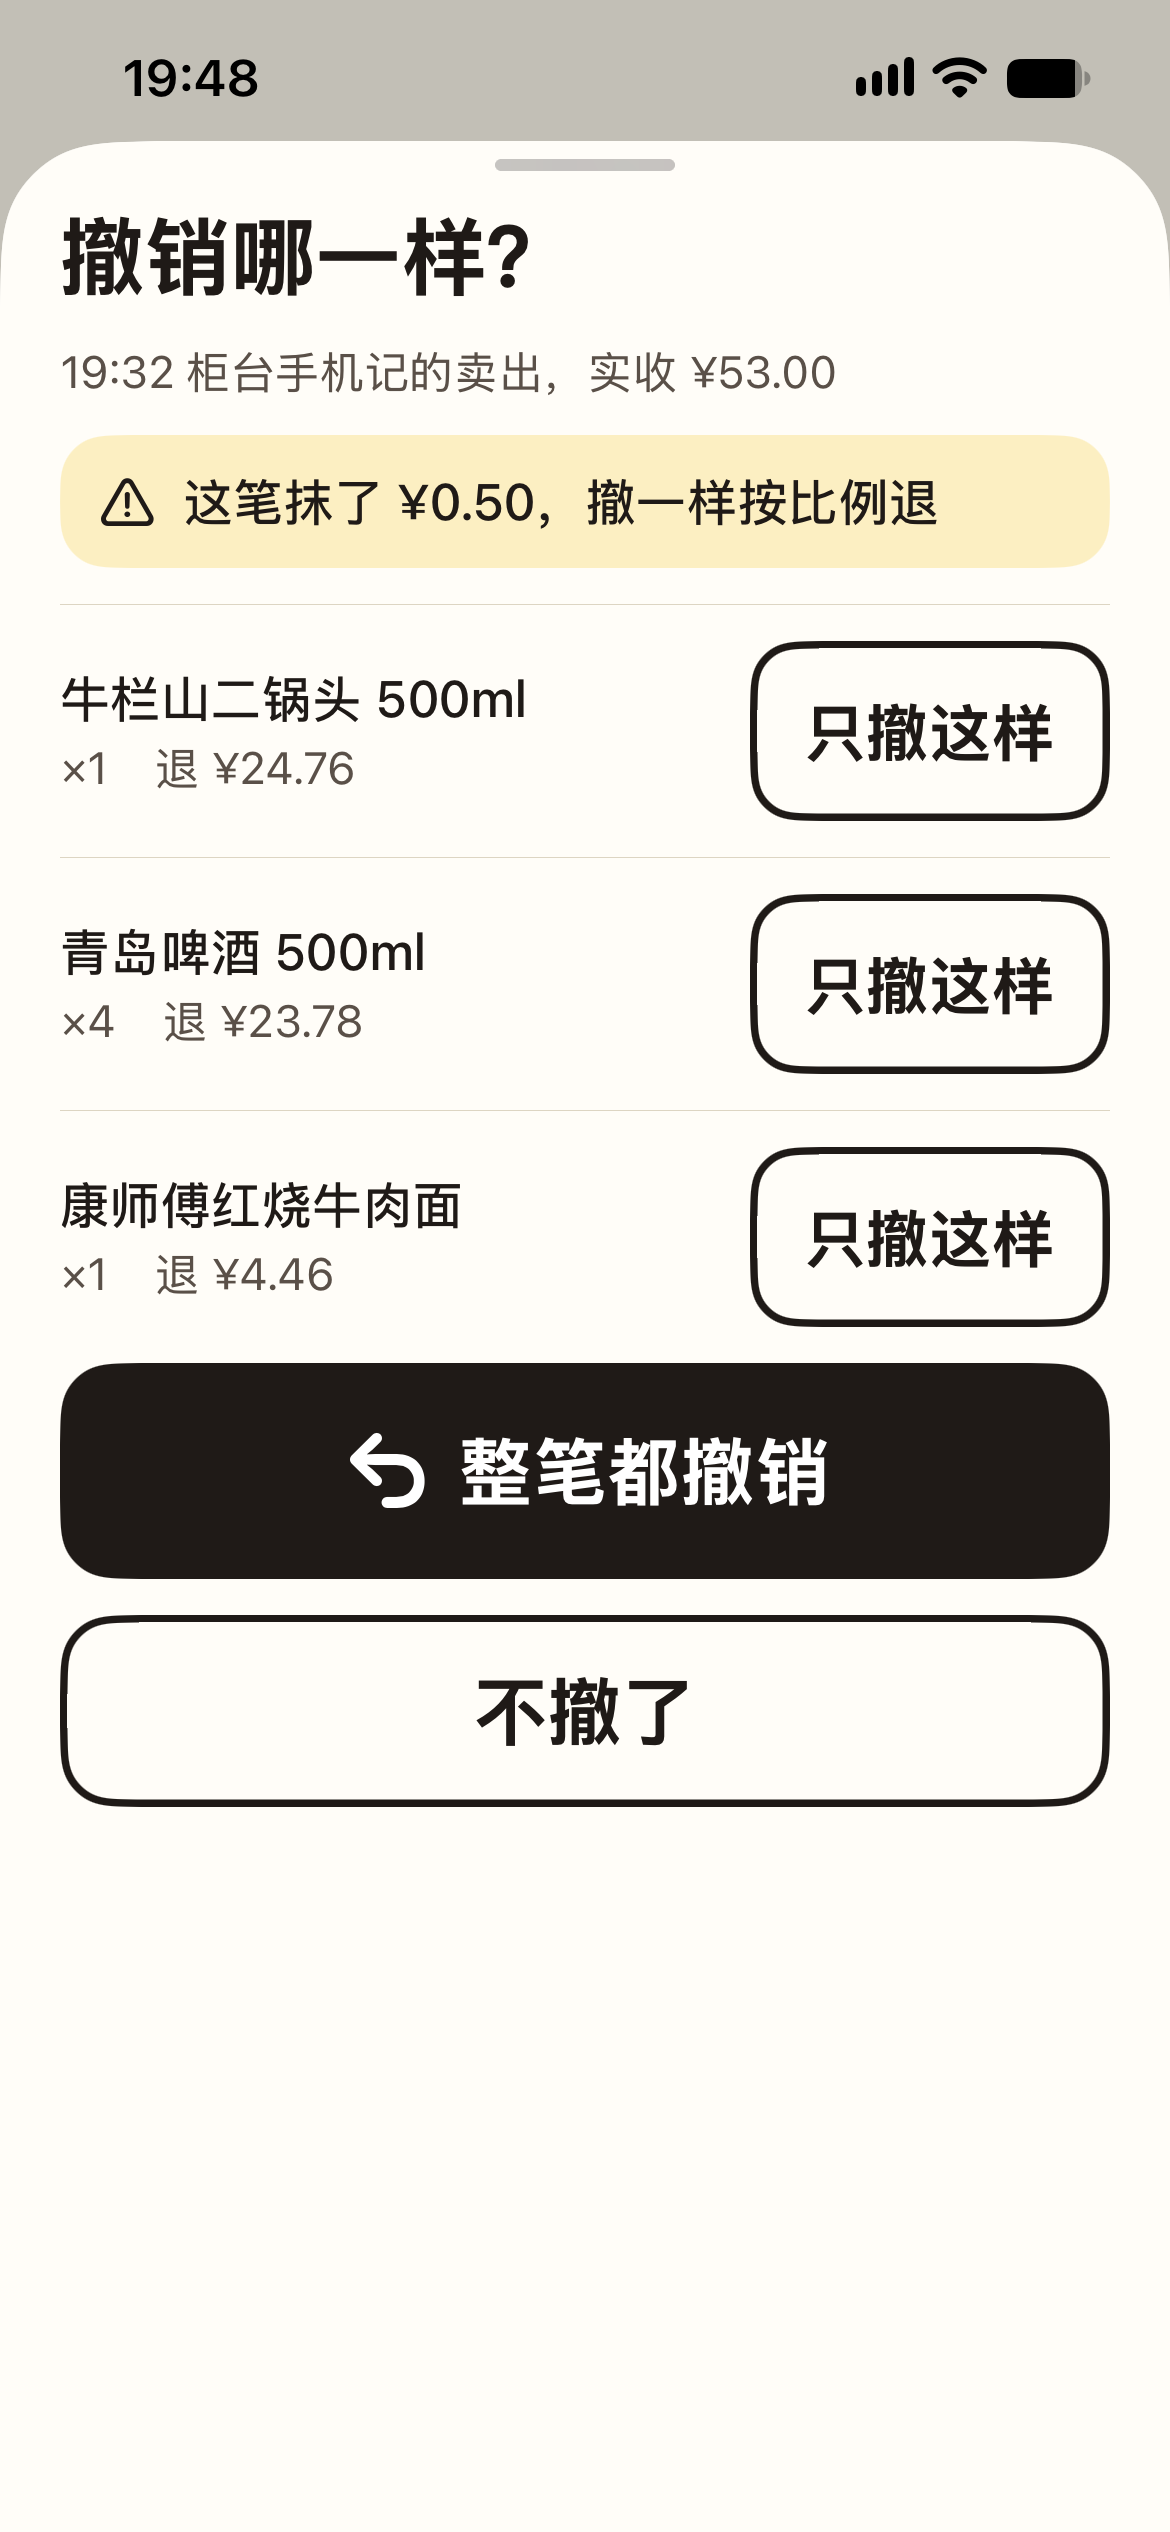 19:48
撤销哪一样?
19:32 柜台手机记的卖出，实收 ¥53.00
这笔抹了 ¥0.50，撤一样按比例退
牛栏山二锅头 500ml
×1 退 ¥24.76
只撤这样
青岛啤酒 500ml
×4 退 ¥23.78
只撤这样
康师傅红烧牛肉面
×1 退 ¥4.46
只撤这样
整笔都撤销
不撤了